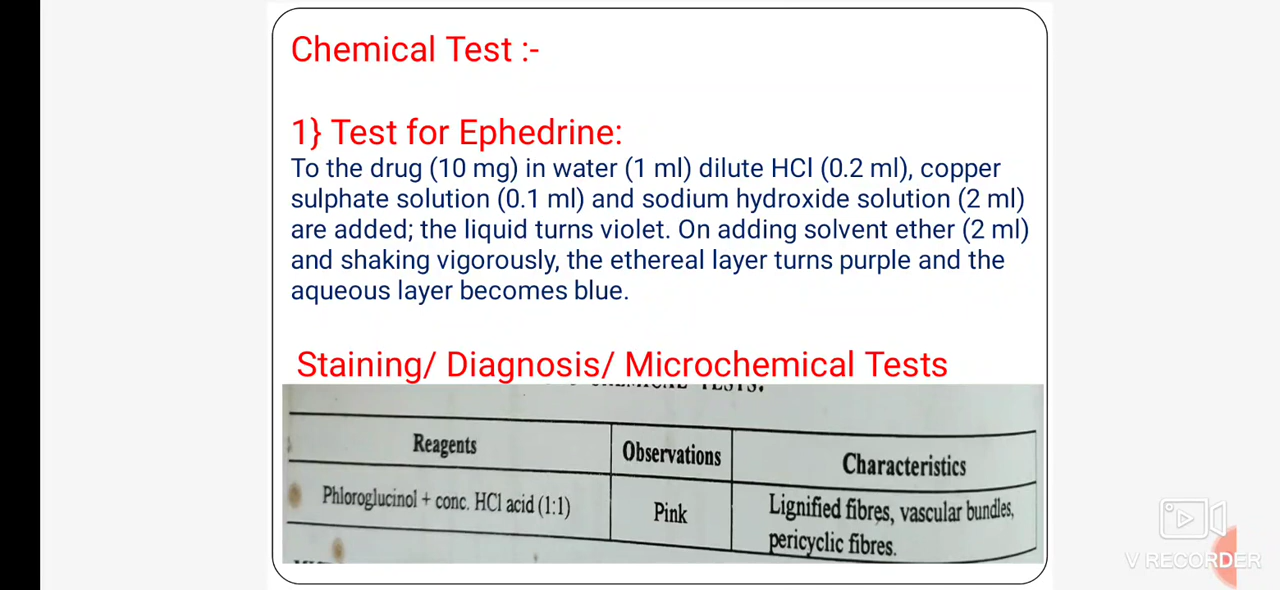 Chemical Test :-
1} Test for Ephedrine:
To the drug (10 mg) in water (1 ml) dilute HCl (0.2 ml), copper
sulphate solution (0.1 ml) and sodium hydroxide solution (2 ml)
are added; the liquid turns violet. On adding solvent ether (2 ml)
and shaking vigorously, the ethereal layer turns purple and the
aqueous layer becomes blue.
Staining/ Diagnosis/ Microchemical Tests
CHEMICAL TESTS.
Reagents Observations Characteristics
Phloroglucinol + conc. HCl acid (1:1) Pink Lignified fibres, vascular bundles,
pericyclic fibres.
V RECORDER